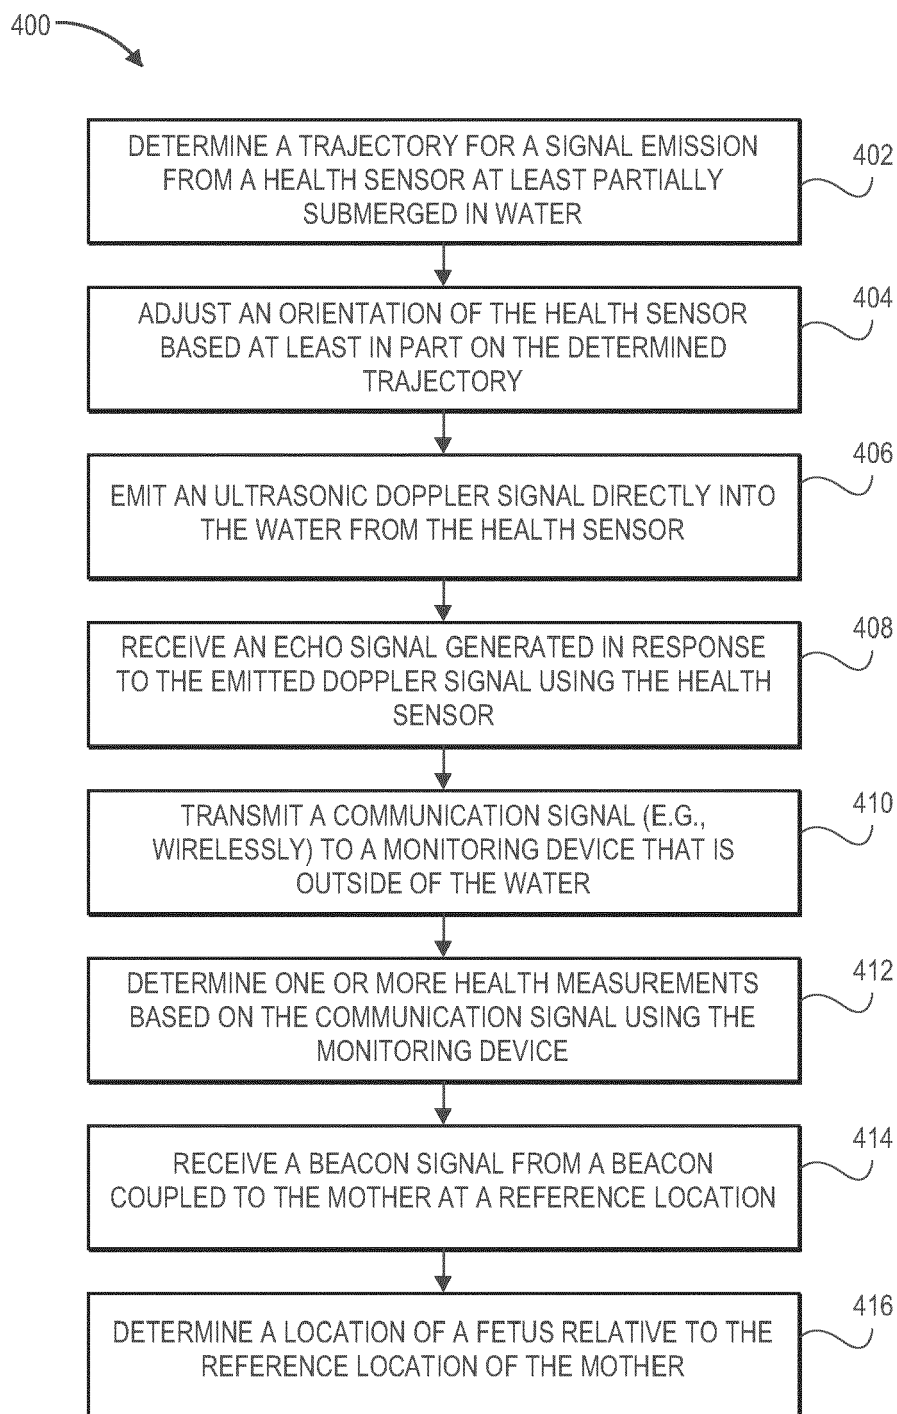 400
DETERMINE A TRAJECTORY FOR A SIGNAL EMISSION
FROM A HEALTH SENSOR AT LEAST PARTIALLY
SUBMERGED IN WATER
402
ADJUST AN ORIENTATION OF THE HEALTH SENSOR
BASED AT LEAST IN PART ON THE DETERMINED
TRAJECTORY
404
EMIT AN ULTRASONIC DOPPLER SIGNAL DIRECTLY INTO
THE WATER FROM THE HEALTH SENSOR
406
RECEIVE AN ECHO SIGNAL GENERATED IN RESPONSE
TO THE EMITTED DOPPLER SIGNAL USING THE HEALTH
SENSOR
408
TRANSMIT A COMMUNICATION SIGNAL (E.G.,
WIRELESSLY) TO A MONITORING DEVICE THAT IS
OUTSIDE OF THE WATER
410
DETERMINE ONE OR MORE HEALTH MEASUREMENTS
BASED ON THE COMMUNICATION SIGNAL USING THE
MONITORING DEVICE
412
RECEIVE A BEACON SIGNAL FROM A BEACON
COUPLED TO THE MOTHER AT A REFERENCE LOCATION
414
DETERMINE A LOCATION OF A FETUS RELATIVE TO THE
REFERENCE LOCATION OF THE MOTHER
416